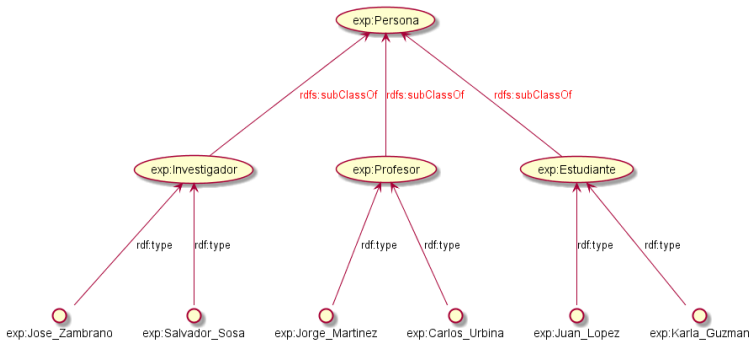 exp:Persona
rdfs:subClassOf
rdfs:subClassOf
rdfs:subClassOf
exp:Investigador
exp:Profesor
exp:Estudiante
rdf:type
rdf:type
rdf:type
rdf:type
rdf:type
rdf:type
exp:Jose_Zambrano
exp:Salvador_Sosa
exp:Jorge_Martinez
exp:Carlos_Urbina
exp:Juan_Lopez
exp:Karla_Guzman